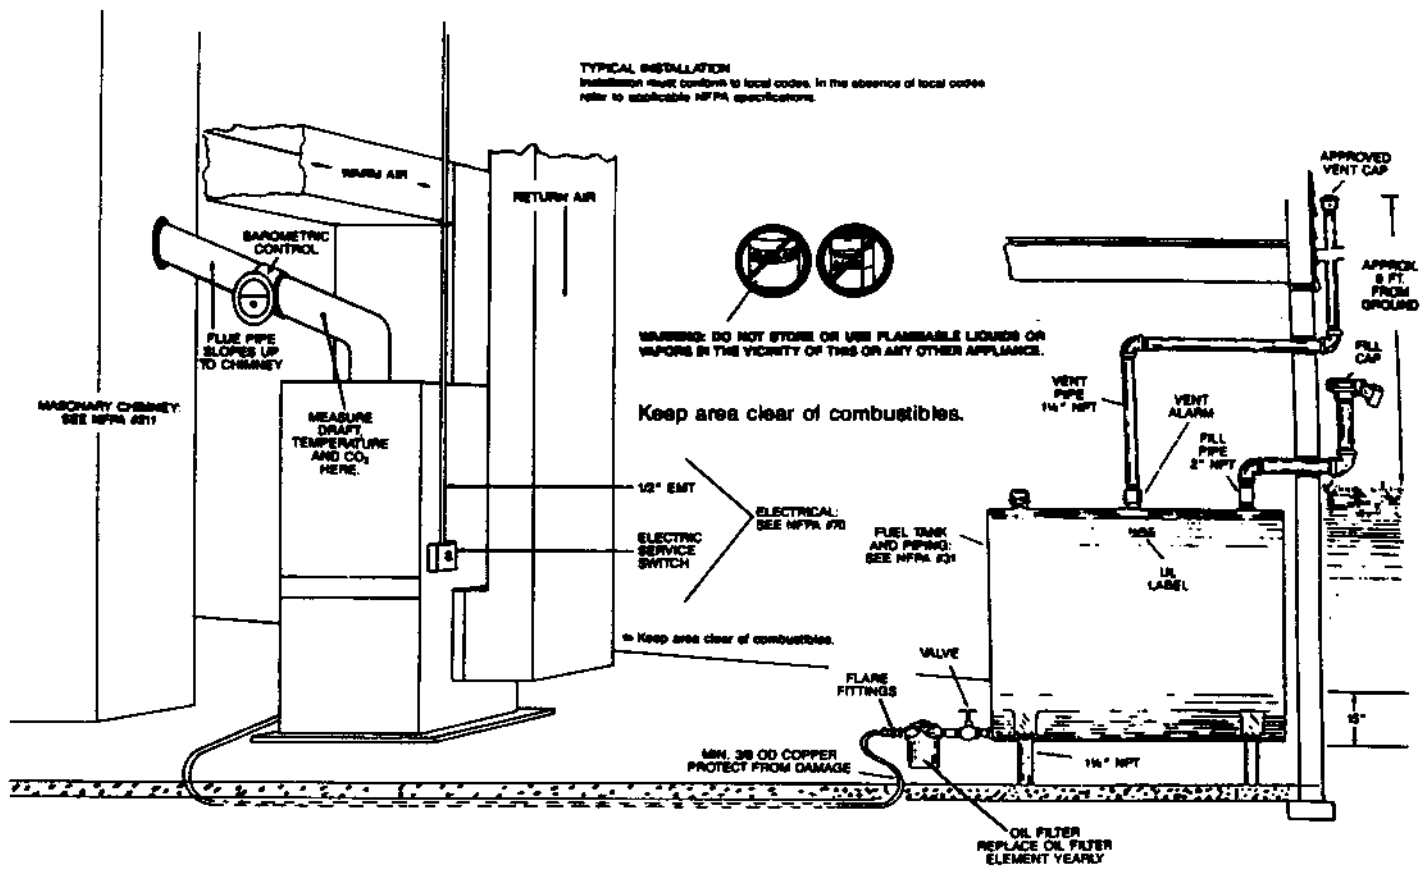 TYPICAL INSTALLATION
Installation must conform to local codes. In the absence of local codes
refer to applicable NFPA specifications.
APPROVED
VENT CAP
WARM AIR
RETURN AIR
BAROMETRIC
CONTROL
APPROX.
6 FT.
FROM
GROUND
FLUE PIPE
SLOPES UP
TO CHIMNEY
WARNING: DO NOT STORE OR USE FLAMMABLE LIQUIDS OR
VAPORS IN THE VICINITY OF THIS OR ANY OTHER APPLIANCE.
FILL
CAP
VENT
PIPE
1¼" NPT
VENT
ALARM
MASONARY CHIMNEY:
SEE NFPA #211
Keep area clear of combustibles.
MEASURE
DRAFT,
TEMPERATURE
AND CO₂
HERE.
FILL
PIPE
2" NPT
1/2" EMT
ELECTRICAL:
SEE NFPA #70
ELECTRIC
SERVICE
SWITCH
FUEL TANK
AND PIPING:
SEE NFPA #31
UL
LABEL
Keep area clear of combustibles.
VALVE
FLARE
FITTINGS
15"
MIN. 3/8 OD COPPER
PROTECT FROM DAMAGE
1¼" NPT
OIL FILTER
REPLACE OIL FILTER
ELEMENT YEARLY